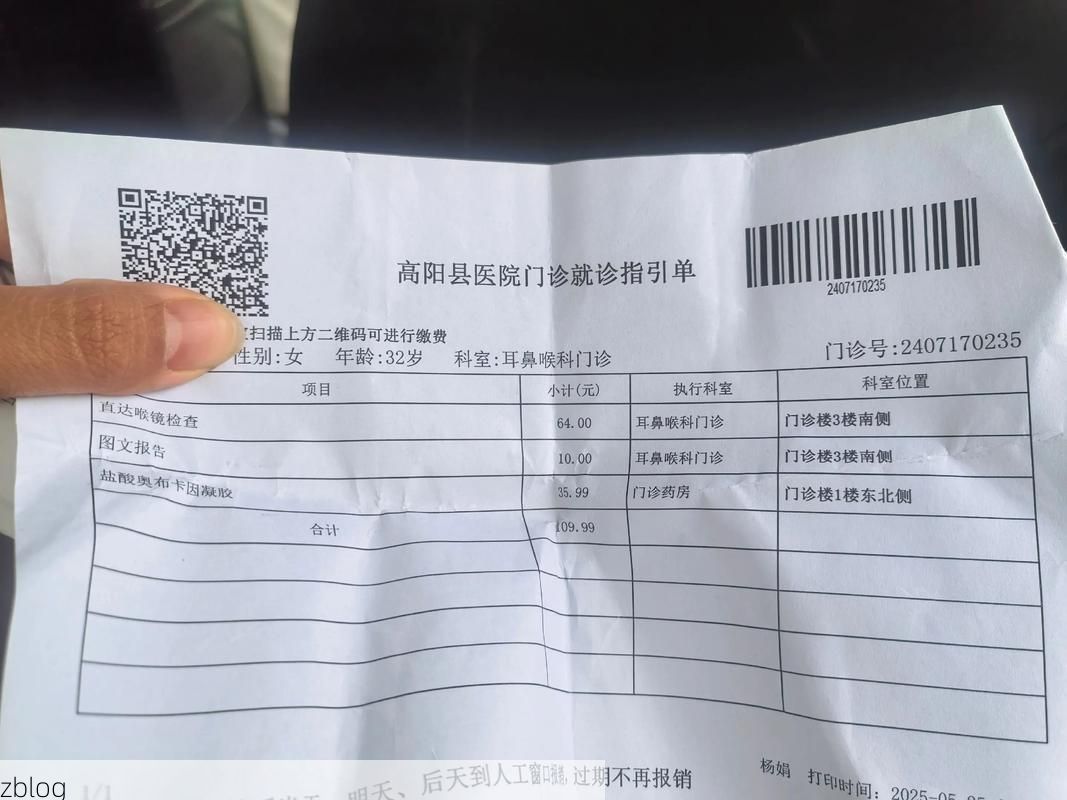 高阳县医院门诊就诊指引单
2407170235
扫描上方二维码可进行缴费
性别:女 年龄:32岁 科室:耳鼻喉科门诊 门诊号:2407170235
项目 小计(元) 执行科室 科室位置
直达喉镜检查 64.00 耳鼻喉科门诊 门诊楼3楼南侧
图文报告 10.00 耳鼻喉科门诊 门诊楼3楼南侧
盐酸奥布卡因凝胶 35.99 门诊药房 门诊楼1楼东北侧
合计 109.99
明天、后天到人工窗口报销,过期不再报销
杨娟 打印时间: 2025-05-25
zblog